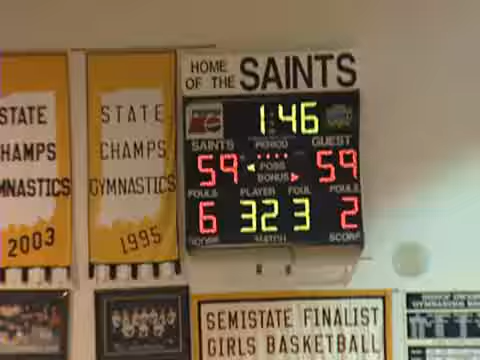 HOME
OF THE
SAINTS
1:46
SAINTS
PERIOD
GUEST
59
POSS
BONUS
59
FOULS
PLAYER
FOUL
FOULS
6
32
3
2
SCORE
MATCH
SCORE
STATE
CHAMPS
GYMNASTICS
1995
STATE
CHAMPS
NASTICS
2003
SEMISTATE FINALIST
GIRLS BASKETBALL